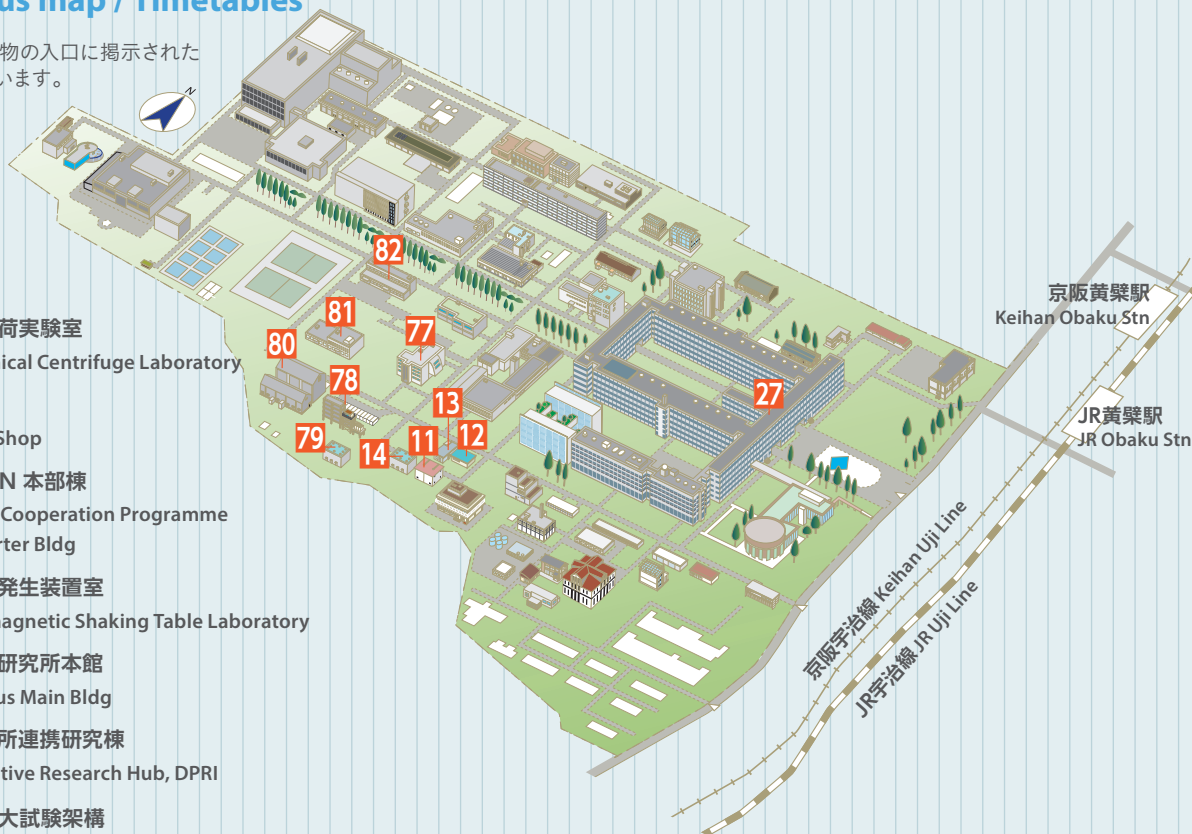 us map / Timetables
物の入口に掲示された
います。
N
荷実験室
ical Centrifuge Laboratory
Shop
N 本部棟
Cooperation Programme
rter Bldg
発生装置室
agnetic Shaking Table Laboratory
研究所本館
us Main Bldg
所連携研究棟
tive Research Hub, DPRI
大試験架構
82
81
80
77
78
13
12
79
14
11
27
京阪黄檗駅
Keihan Obaku Stn
JR黄檗駅
JR Obaku Stn
京阪宇治線 Keihan Uji Line
JR宇治線 JR Uji Line